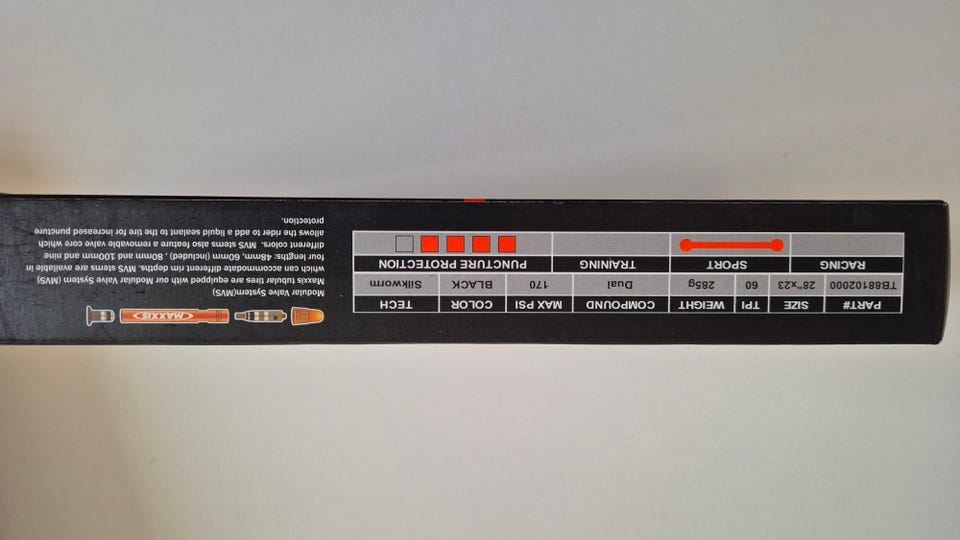 PART# SIZE TPI WEIGHT COMPOUND MAX PSI COLOR TECH
TB88102000 28"x23 60 285g Dual 170 BLACK Silkworm
RACING SPORT TRAINING PUNCTURE PROTECTION
MAXXIS
Modular Valve System(MVS)
Maxxis tubular tires are equipped with our Modular Valve System (MVS)
which can accommodate different rim depths. MVS stems are available in
four lengths: 48mm, 60mm (included), 80mm and 100mm and nine
different colors. MVS stems also feature a removable valve core which
allows the rider to add a liquid sealant to the tire for increased puncture
protection.